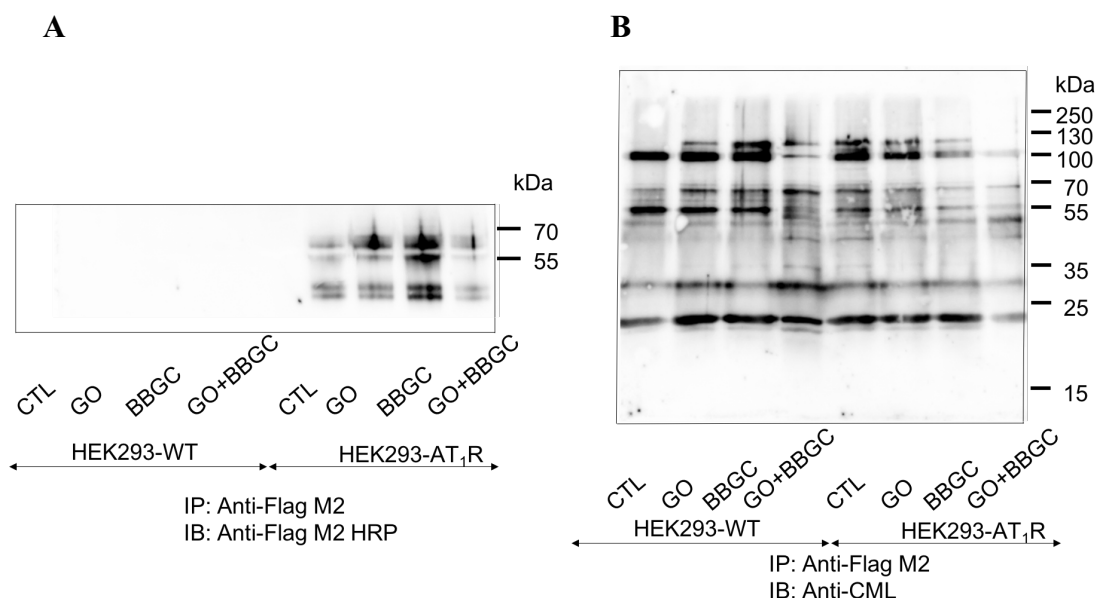 A
kDa
70
55
CTL
GO
BBGC
GO+BBGC
CTL
GO
BBGC
GO+BBGC
HEK293-WT
HEK293-AT₁R
IP: Anti-Flag M2
IB: Anti-Flag M2 HRP
B
kDa
250
130
100
70
55
35
25
15
CTL
GO
BBGC
GO+BBGC
CTL
GO
BBGC
GO+BBGC
HEK293-WT
HEK293-AT₁R
IP: Anti-Flag M2
IB: Anti-CML